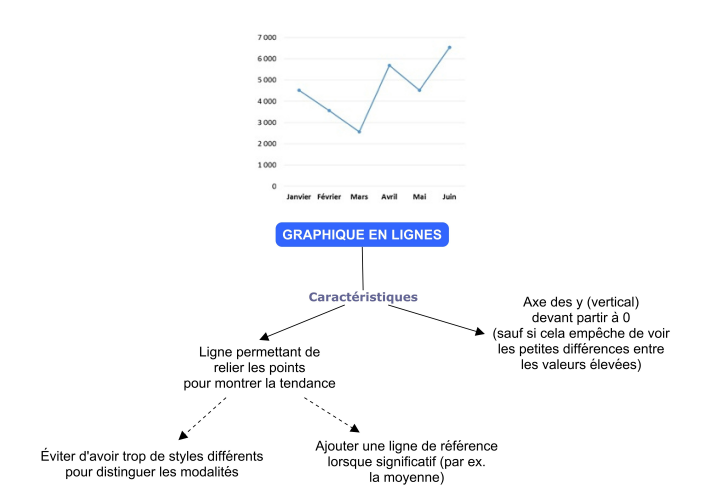 7 000
6 000
5 000
4 000
3 000
2 000
1 000
0
Janvier Février Mars Avril Mai Juin
GRAPHIQUE EN LIGNES
Caractéristiques
Axe des y (vertical)
devant partir à 0
(sauf si cela empêche de voir
les petites différences entre
les valeurs élevées)
Ligne permettant de
relier les points
pour montrer la tendance
Éviter d'avoir trop de styles différents
pour distinguer les modalités
Ajouter une ligne de référence
lorsque significatif (par ex.
la moyenne)